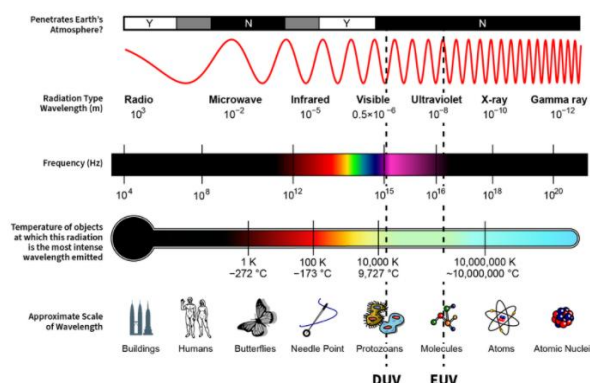 Penetrates Earth's
Atmosphere?
Y N Y N
Radiation Type
Wavelength (m)
Radio Microwave Infrared Visible Ultraviolet X-ray Gamma ray
10³ 10⁻² 10⁻⁵ 0.5×10⁻⁶ 10⁻⁸ 10⁻¹⁰ 10⁻¹²
Frequency (Hz)
10⁴ 10⁸ 10¹² 10¹⁵ 10¹⁶ 10¹⁸ 10²⁰
Temperature of objects
at which this radiation
is the most intense
wavelength emitted
1 K 100 K 10,000 K 10,000,000 K
−272 °C −173 °C 9,727 °C ~10,000,000 °C
Approximate Scale
of Wavelength
Buildings Humans Butterflies Needle Point Protozoans Molecules Atoms Atomic Nuclei
DUV EUV